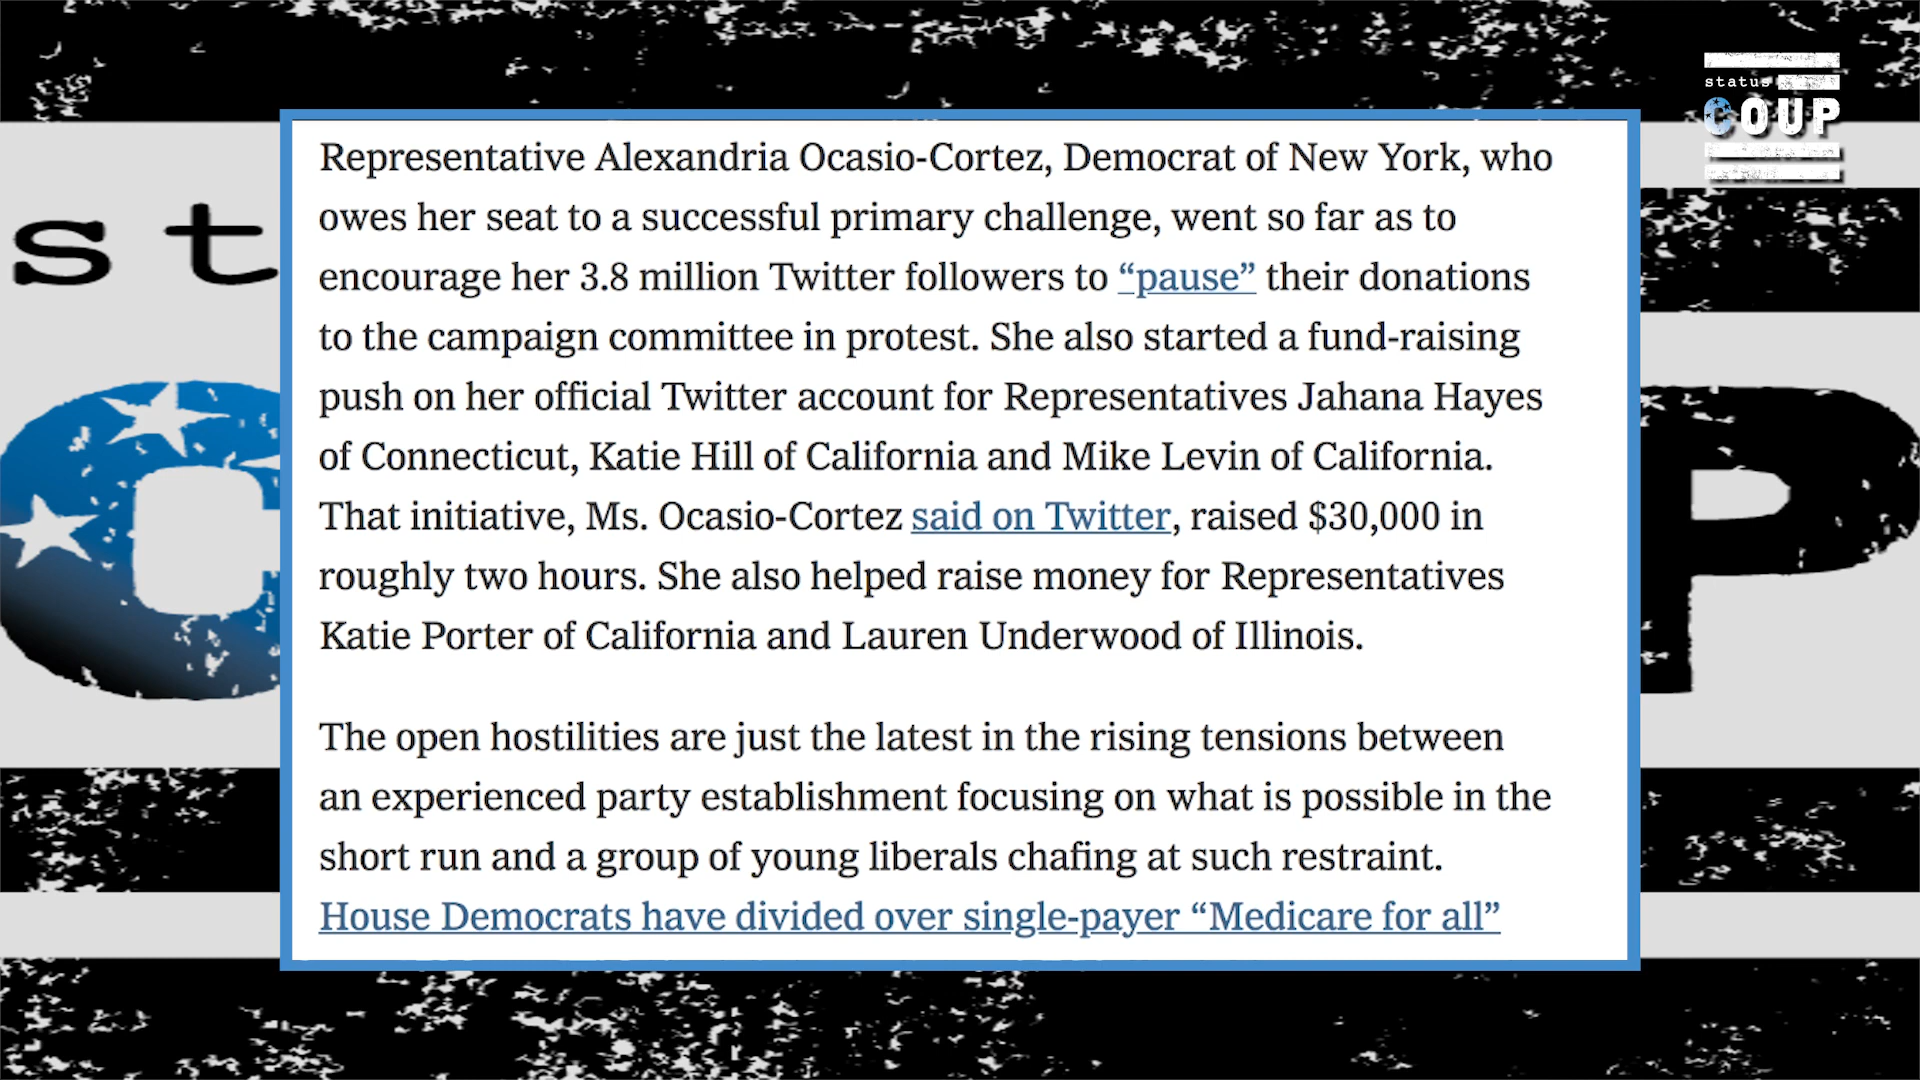 status
COUP
st
C
P
Representative Alexandria Ocasio-Cortez, Democrat of New York, who
owes her seat to a successful primary challenge, went so far as to
encourage her 3.8 million Twitter followers to “pause” their donations
to the campaign committee in protest. She also started a fund-raising
push on her official Twitter account for Representatives Jahana Hayes
of Connecticut, Katie Hill of California and Mike Levin of California.
That initiative, Ms. Ocasio-Cortez said on Twitter, raised $30,000 in
roughly two hours. She also helped raise money for Representatives
Katie Porter of California and Lauren Underwood of Illinois.
The open hostilities are just the latest in the rising tensions between
an experienced party establishment focusing on what is possible in the
short run and a group of young liberals chafing at such restraint.
House Democrats have divided over single-payer “Medicare for all”